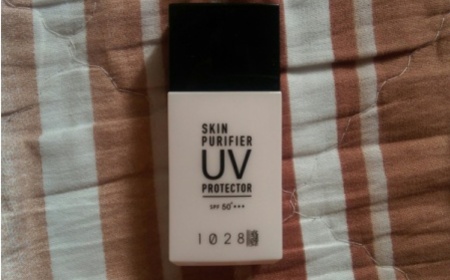 SKIN
PURIFIER
UV
PROTECTOR
SPF 50+ •••
1028